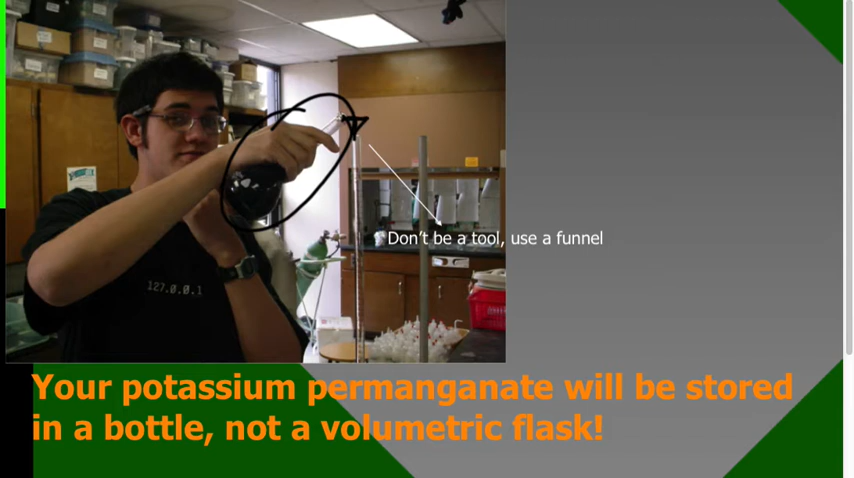 Don't be a tool, use a funnel
127.0.0.1
Your potassium permanganate will be stored
in a bottle, not a volumetric flask!